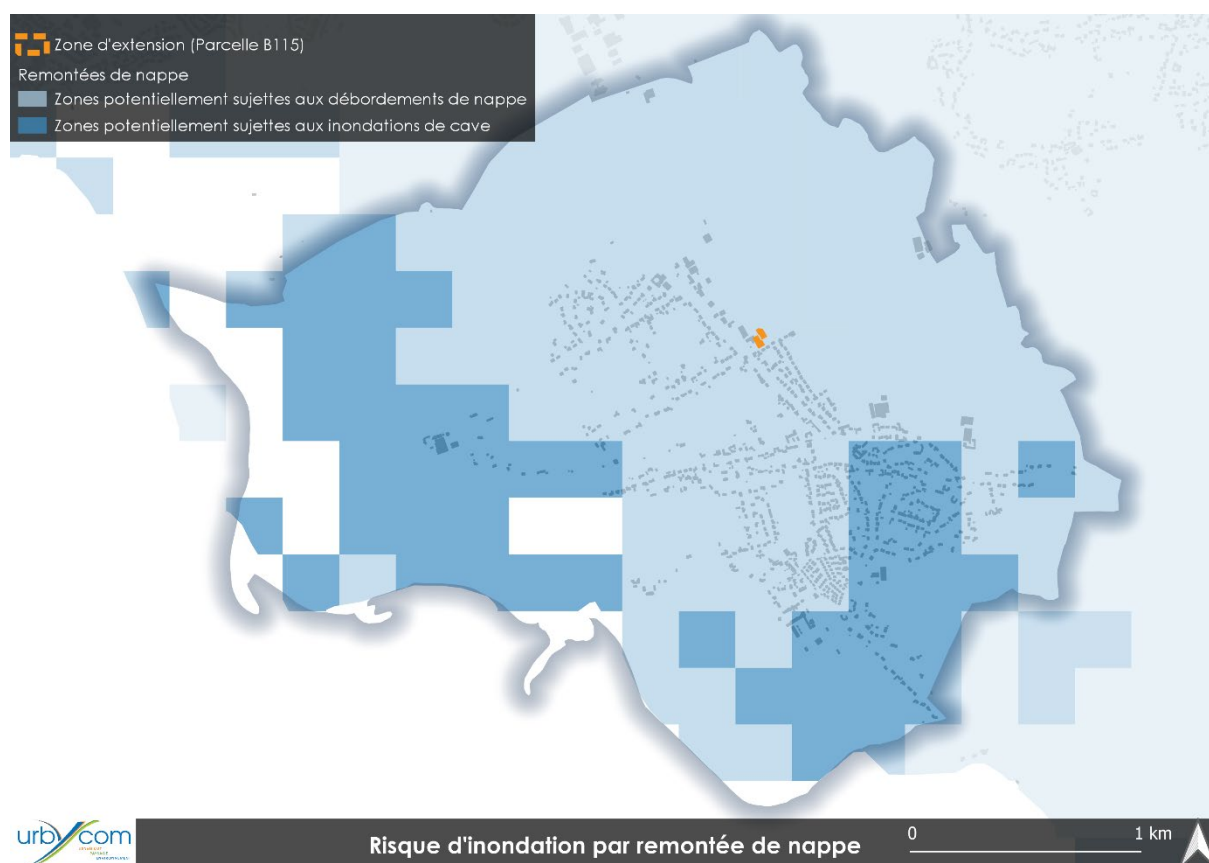 Zone d'extension (Parcelle B115)
Remontées de nappe
Zones potentiellement sujettes aux débordements de nappe
Zones potentiellement sujettes aux inondations de cave
urbycom
Risque d'inondation par remontée de nappe
0
1 km